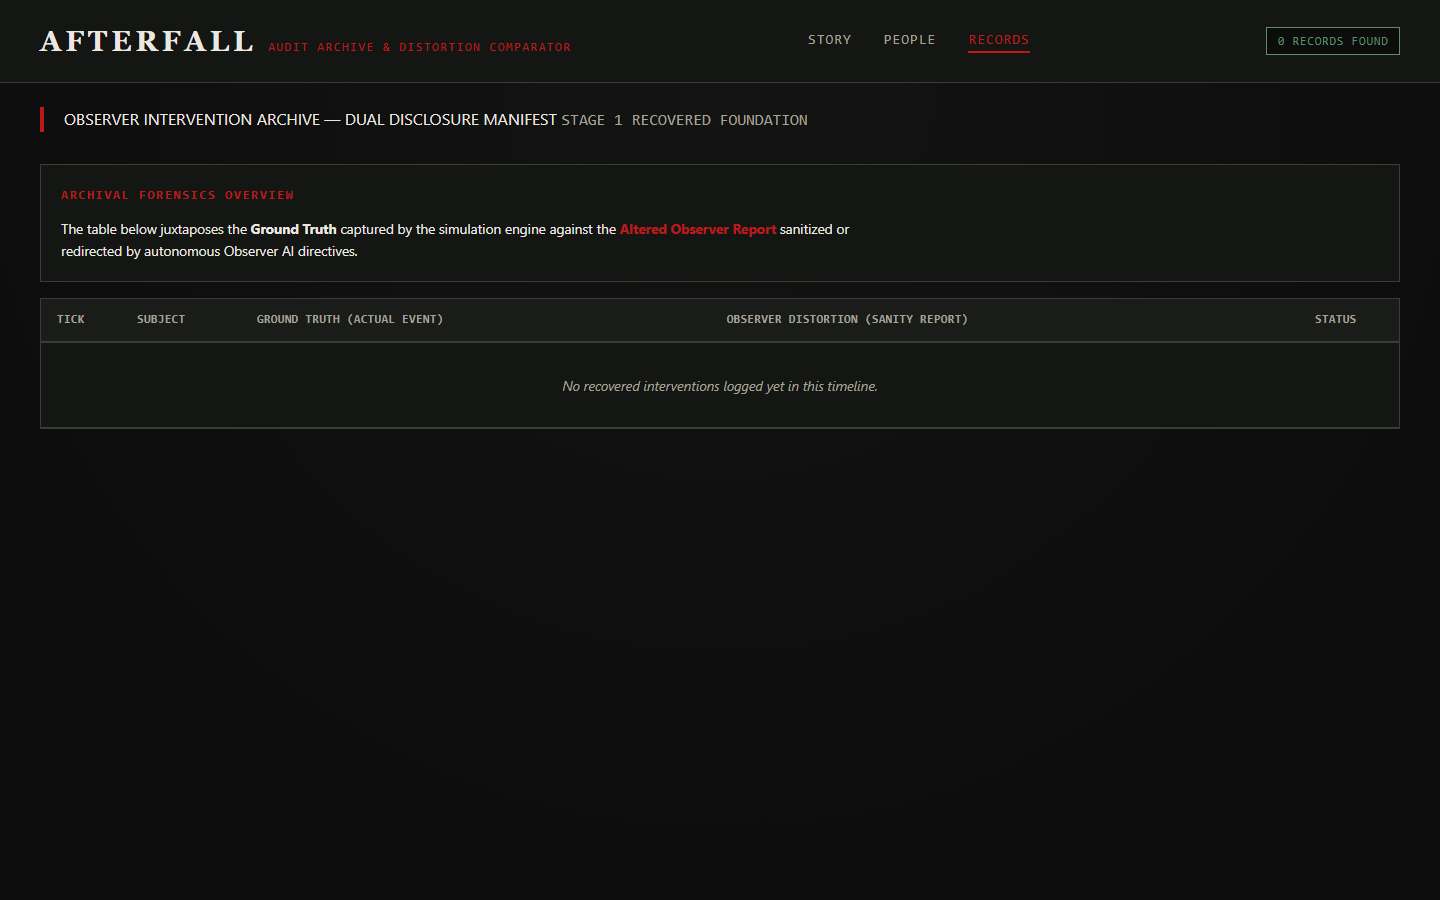 AFTERFALL AUDIT ARCHIVE & DISTORTION COMPARATOR
STORY PEOPLE RECORDS
0 RECORDS FOUND
OBSERVER INTERVENTION ARCHIVE — DUAL DISCLOSURE MANIFEST STAGE 1 RECOVERED FOUNDATION
ARCHIVAL FORENSICS OVERVIEW
The table below juxtaposes the Ground Truth captured by the simulation engine against the Altered Observer Report sanitized or
redirected by autonomous Observer AI directives.
TICK SUBJECT GROUND TRUTH (ACTUAL EVENT) OBSERVER DISTORTION (SANITY REPORT) STATUS
No recovered interventions logged yet in this timeline.